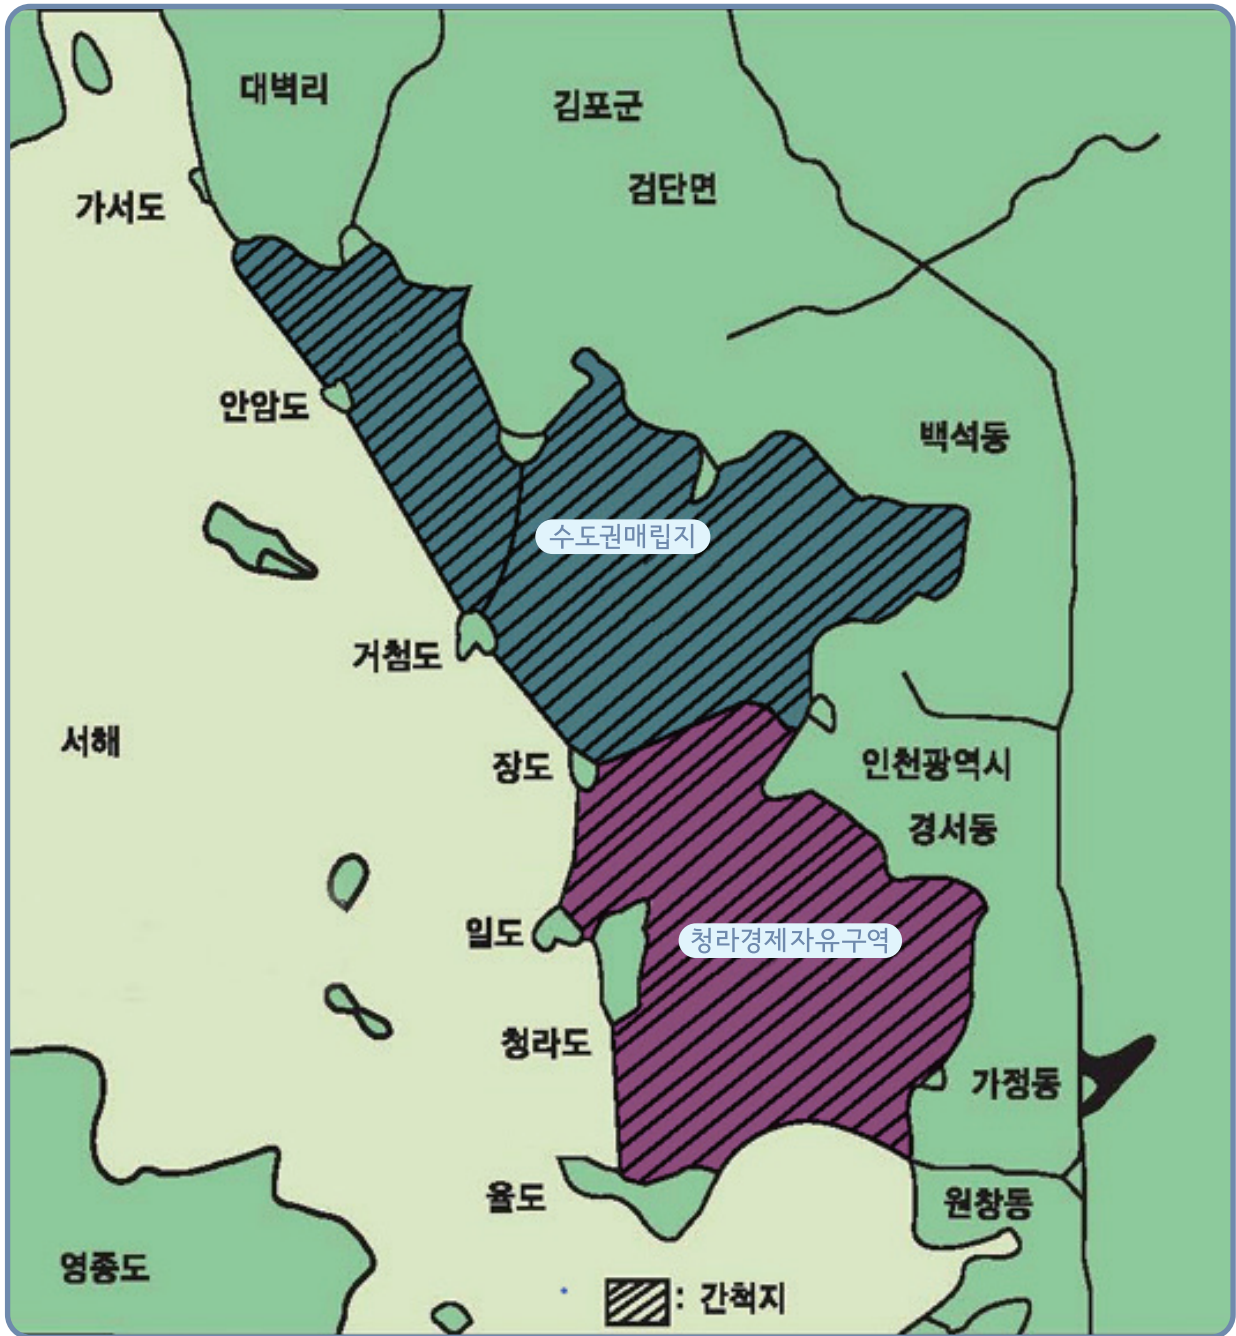 대벽리
김포군
검단면
가서도
안암도
백석동
수도권매립지
거첨도
서해
장도
인천광역시
경서동
일도
청라경제자유구역
청라도
가정동
율도
원창동
영종도
: 간척지